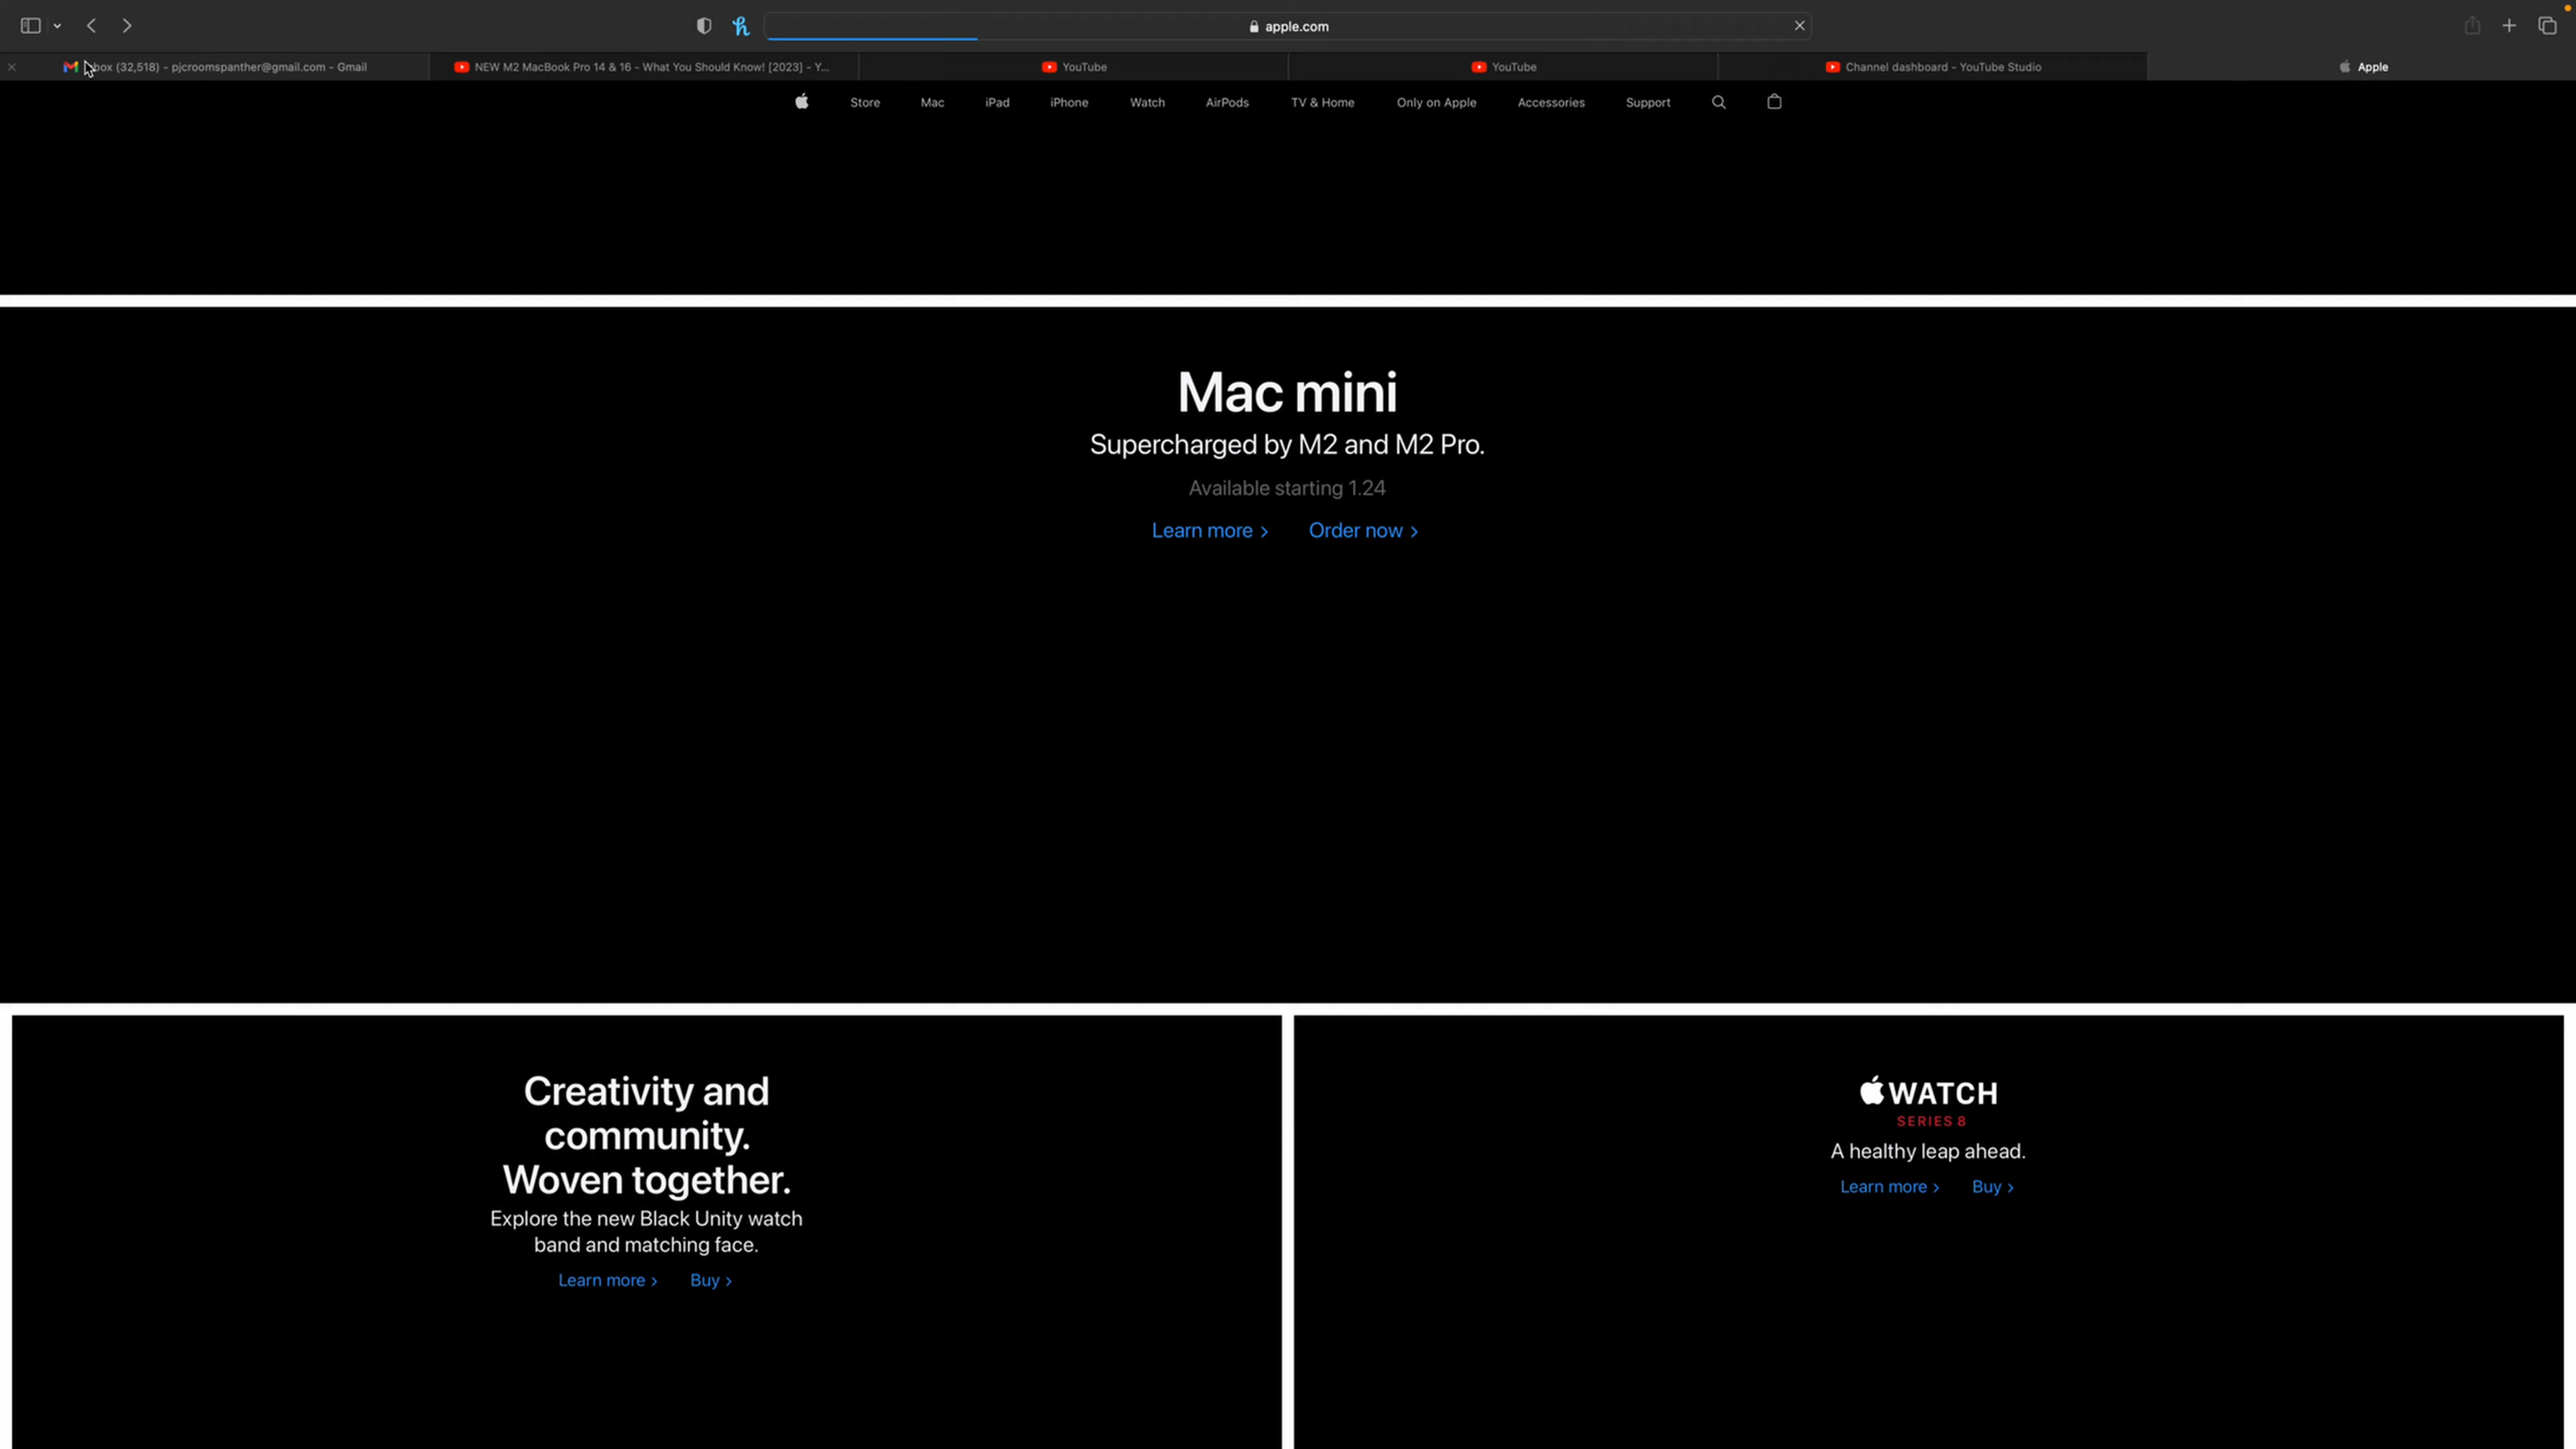 apple.com
box (32,518) - pjcroomspanther@gmail.com - Gmail
NEW M2 MacBook Pro 14 & 16 - What You Should Know! [2023] - Y...
YouTube
YouTube
Channel dashboard - YouTube Studio
Apple
Store Mac iPad iPhone Watch AirPods TV & Home Only on Apple Accessories Support
Mac mini
Supercharged by M2 and M2 Pro.
Available starting 1.24
Learn more > Order now >
Creativity and
community.
Woven together.
Explore the new Black Unity watch
band and matching face.
Learn more > Buy >
WATCH
SERIES 8
A healthy leap ahead.
Learn more > Buy >